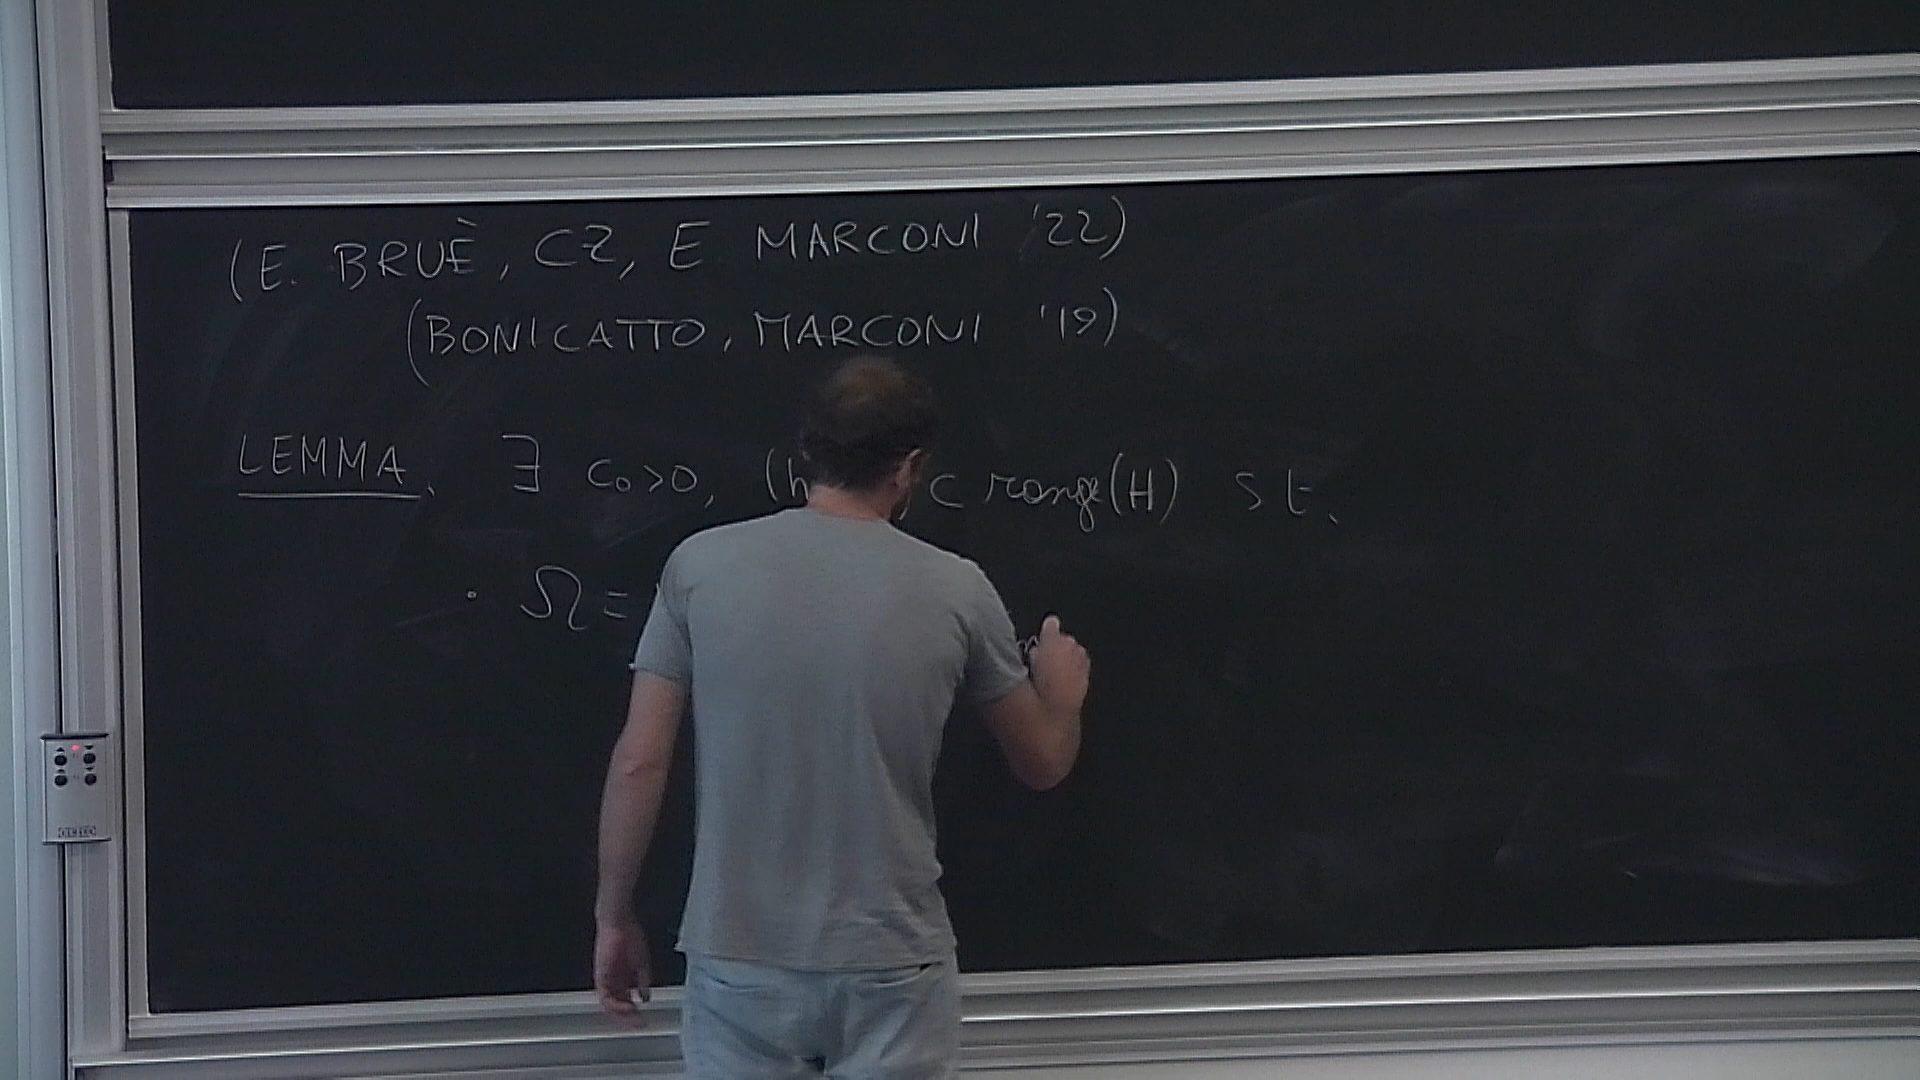 (E. BRUÈ, CZ, E. MARCONI '22)
(BONICATTO, MARCONI '19)
LEMMA. ∃ c₀>0, (h ⊂ range(H) s t.
· Ω =